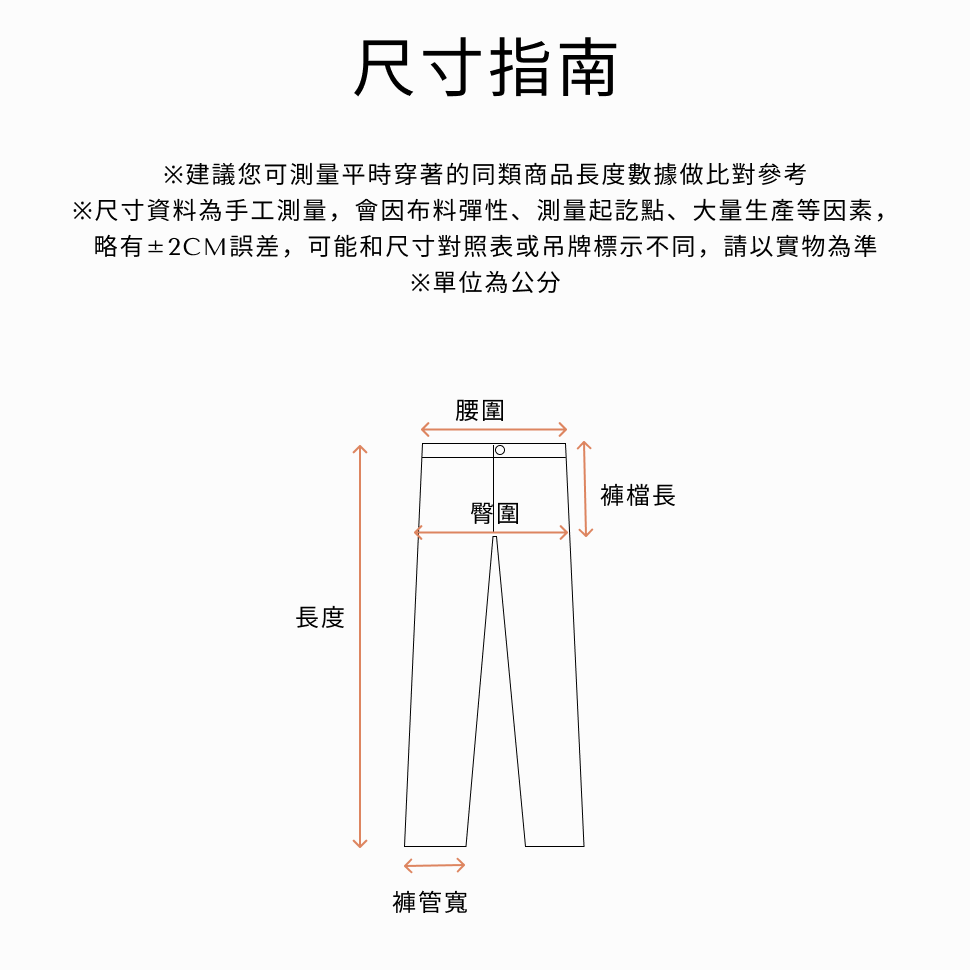 尺寸指南
※建議您可測量平時穿著的同類商品長度數據做比對參考
※尺寸資料為手工測量，會因布料彈性、測量起訖點、大量生產等因素，
略有±2CM誤差，可能和尺寸對照表或吊牌標示不同，請以實物為準
※單位為公分
腰圍
褲檔長
臀圍
長度
褲管寬